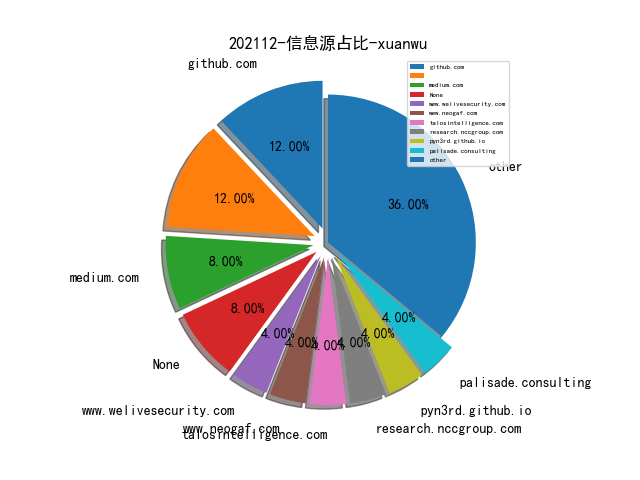 202112-信息源占比-xuanwu
github.com
medium.com
None
www.welivesecurity.com
www.neogaf.com
talosintelligence.com
research.nccgroup.com
pyn3rd.github.io
palisade.consulting
other
github.com
other
12.00%
36.00%
12.00%
8.00%
medium.com
8.00%
4.00%
4.00%
4.00%
4.00%
4.00%
4.00%
None
palisade.consulting
www.welivesecurity.com
pyn3rd.github.io
www.neogaf.com
research.nccgroup.com
talosintelligence.com